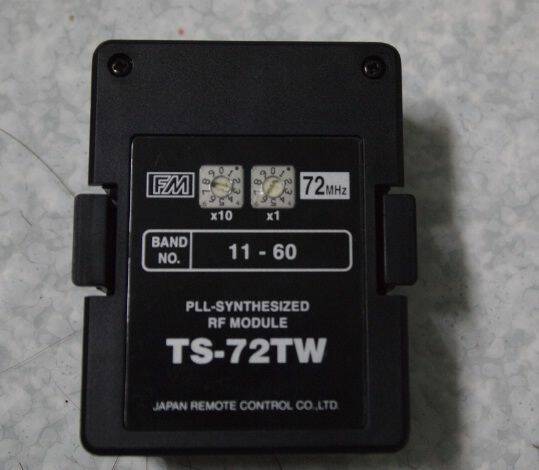 FM 72MHz
x10 x1
BAND NO. 11 - 60
PLL-SYNTHESIZED
RF MODULE
TS-72TW
JAPAN REMOTE CONTROL CO.,LTD.